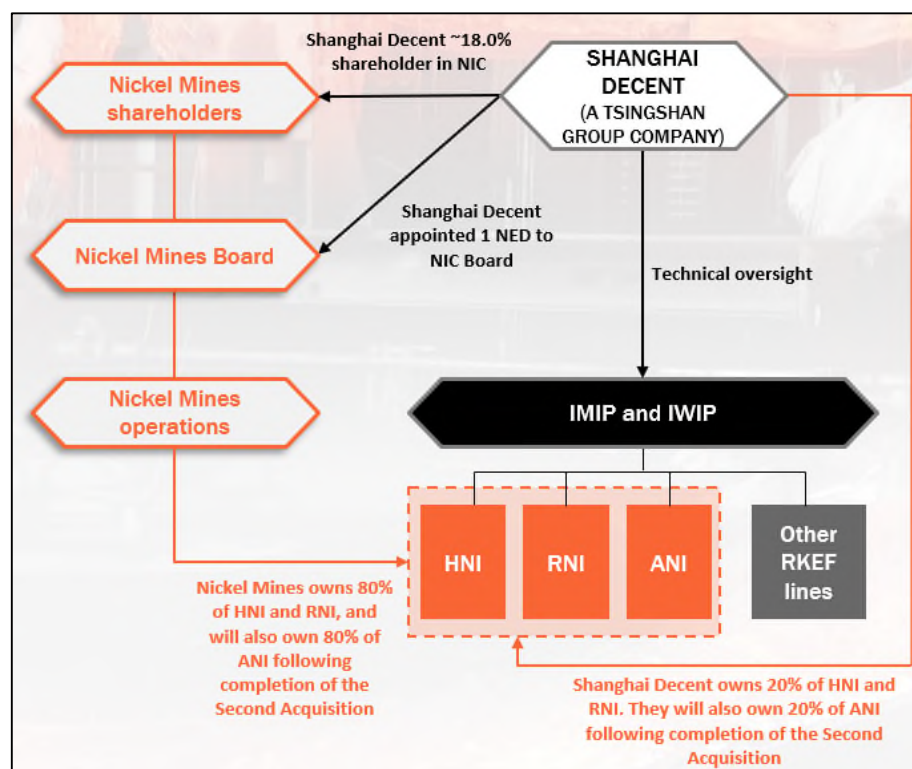 Shanghai Decent ~18.0%
shareholder in NIC
SHANGHAI
DECENT
(A TSINGSHAN
GROUP COMPANY)
Nickel Mines
shareholders
Shanghai Decent
appointed 1 NED to
NIC Board
Nickel Mines Board
Technical oversight
Nickel Mines
operations
IMIP and IWIP
HNI
RNI
ANI
Other
RKEF
lines
Nickel Mines owns 80%
of HNI and RNI, and
will also own 80% of
ANI following
completion of the
Second Acquisition
Shanghai Decent owns 20% of HNI and
RNI. They will also own 20% of ANI
following completion of the Second
Acquisition